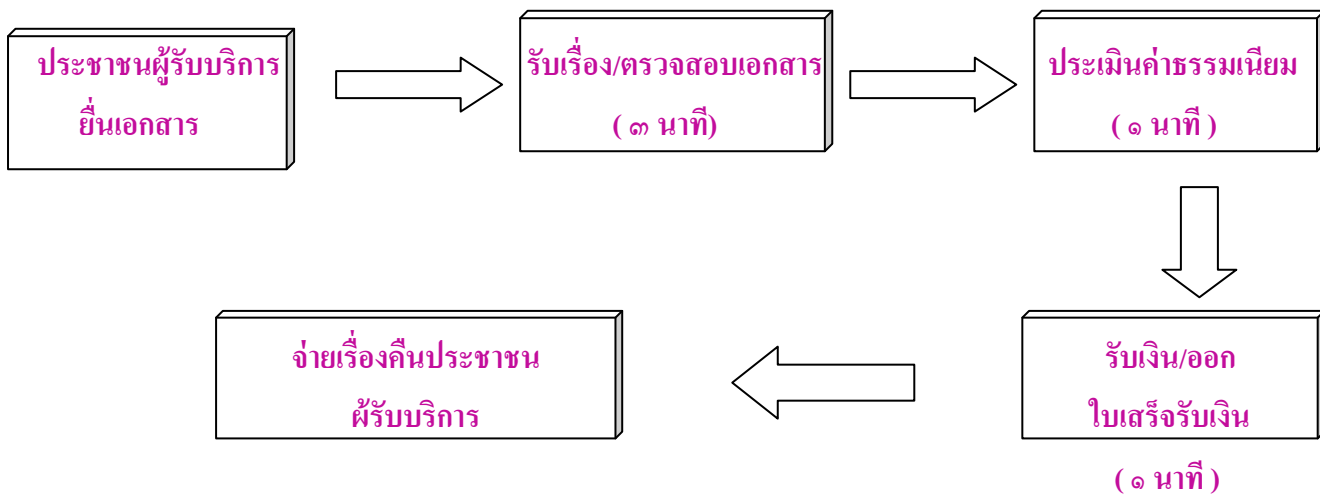 ประชาชนผู้รับบริการ
ยื่นเอกสาร
รับเรื่อง/ตรวจสอบเอกสาร
( ๓ นาที)
ประเมินค่าธรรมเนียม
( ๑ นาที )
รับเงิน/ออก
ใบเสร็จรับเงิน
( ๑ นาที )
จ่ายเรื่องคืนประชาชน
ผู้รับบริการ